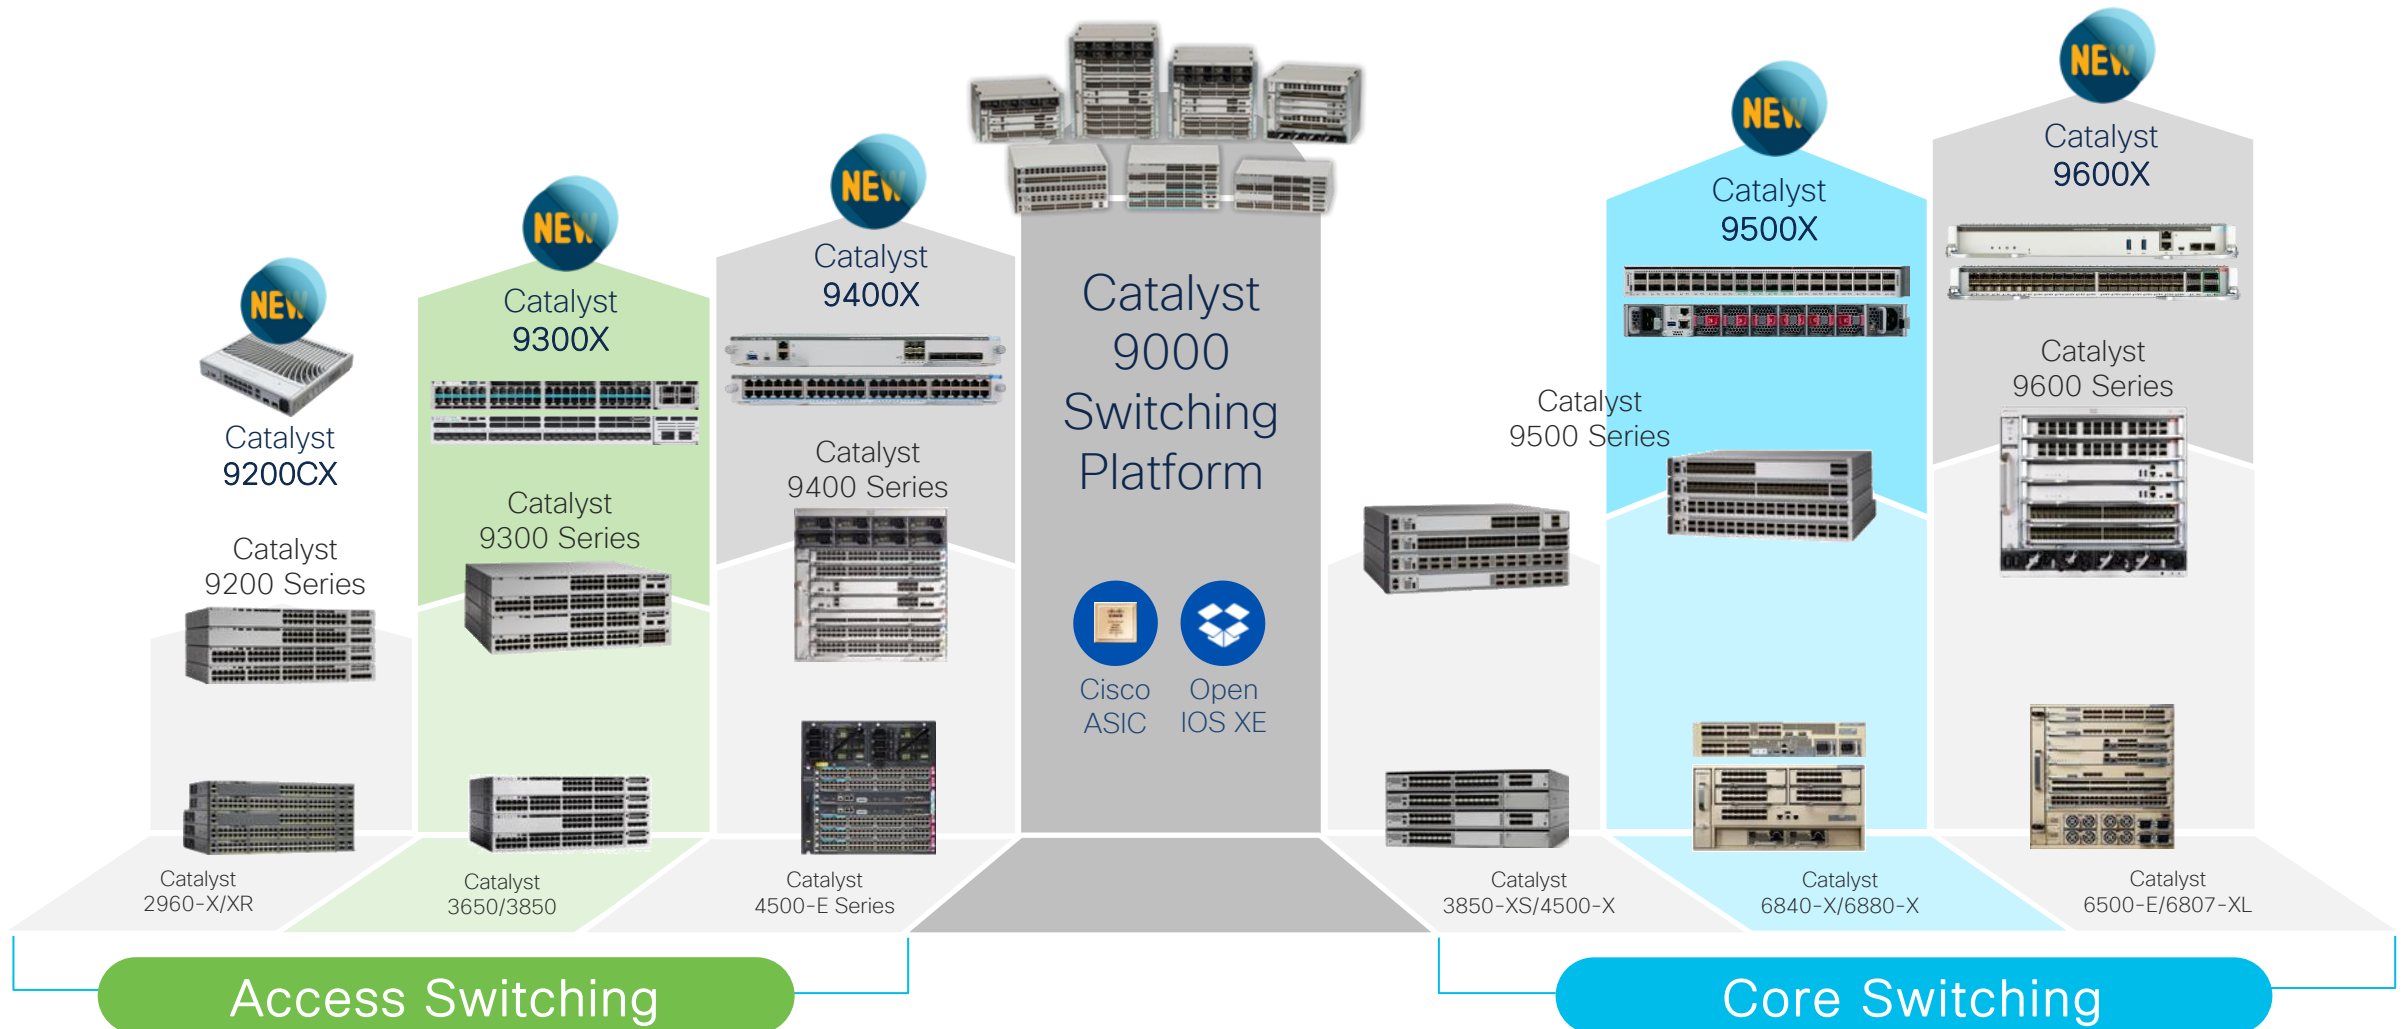 NEW
Catalyst
9200CX
Catalyst
9200 Series
Catalyst
2960-X/XR
NEW
Catalyst
9300X
Catalyst
9300 Series
Catalyst
3650/3850
NEW
Catalyst
9400X
Catalyst
9400 Series
Catalyst
4500-E Series
Catalyst
9000
Switching
Platform
Cisco
ASIC
Open
IOS XE
Catalyst
9500 Series
Catalyst
3850-XS/4500-X
NEW
Catalyst
9500X
Catalyst
6840-X/6880-X
NEW
Catalyst
9600X
Catalyst
9600 Series
Catalyst
6500-E/6807-XL
Access Switching
Core Switching